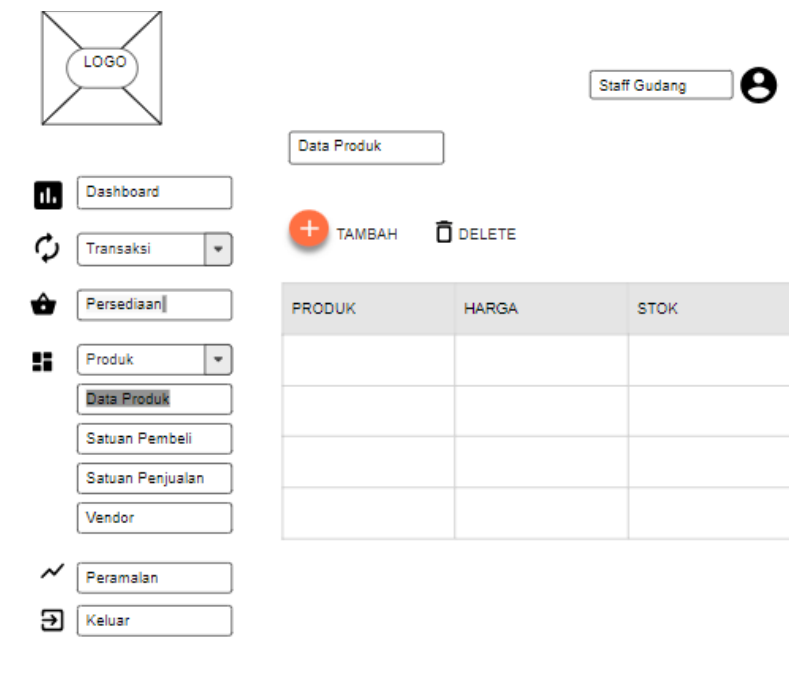 LOGO
Staff Gudang
Data Produk
Dashboard
TAMBAH DELETE
Transaksi
Persediaan
PRODUK HARGA STOK
Produk
Data Produk
Satuan Pembeli
Satuan Penjualan
Vendor
Peramalan
Keluar